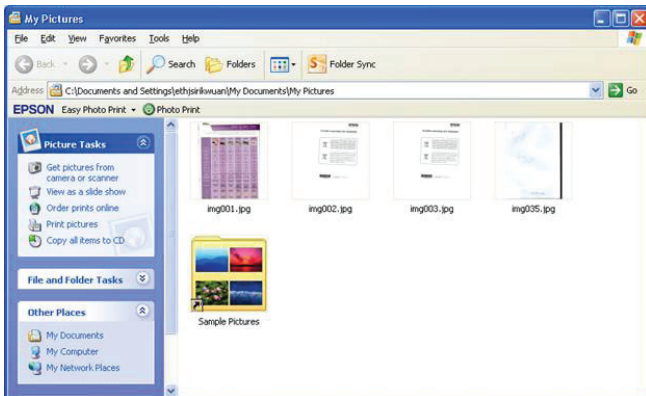 My Pictures
File Edit View Favorites Tools Help
Back Search Folders Folder Sync
Address C:\Documents and Settings\ethjsirikwuan\My Documents\My Pictures Go
EPSON Easy Photo Print Photo Print
Picture Tasks
Get pictures from
camera or scanner
View as a slide show
Order prints online
Print pictures
Copy all items to CD
File and Folder Tasks
Other Places
My Documents
My Computer
My Network Places
img001.jpg img002.jpg img003.jpg img035.jpg
Sample Pictures